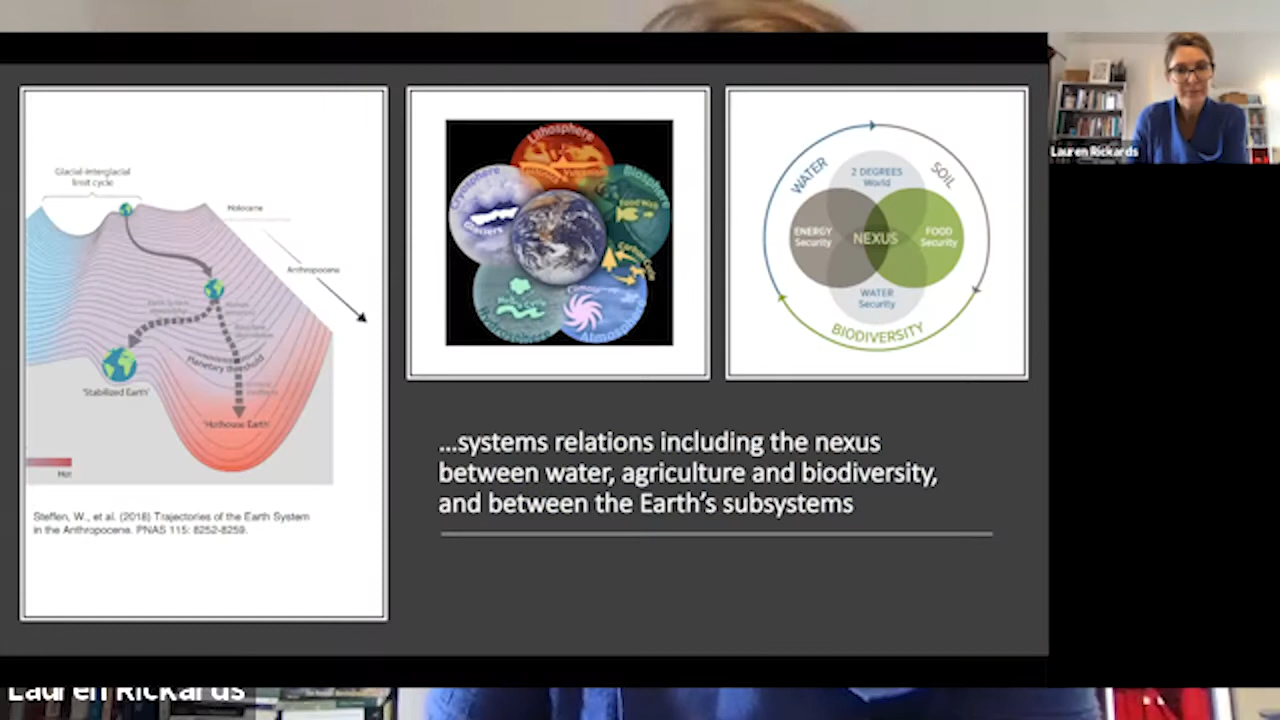 Glacial-interglacial
limit cycle
Holocene
Anthropocene
Planetary threshold
'Stabilized Earth'
'Hothouse Earth'
Hot
Steffen, W., et al. (2018) Trajectories of the Earth System
in the Anthropocene. PNAS 115: 8252-8259.
Lithosphere
Cryosphere
Glaciers
Biosphere
Food Web
Carbon Cycle
Hydrosphere
Atmosphere
WATER
SOIL
2 DEGREES
World
ENERGY
Security
NEXUS
FOOD
Security
WATER
Security
BIODIVERSITY
...systems relations including the nexus
between water, agriculture and biodiversity,
and between the Earth's subsystems
Lauren Rickards
Lauren Rickards